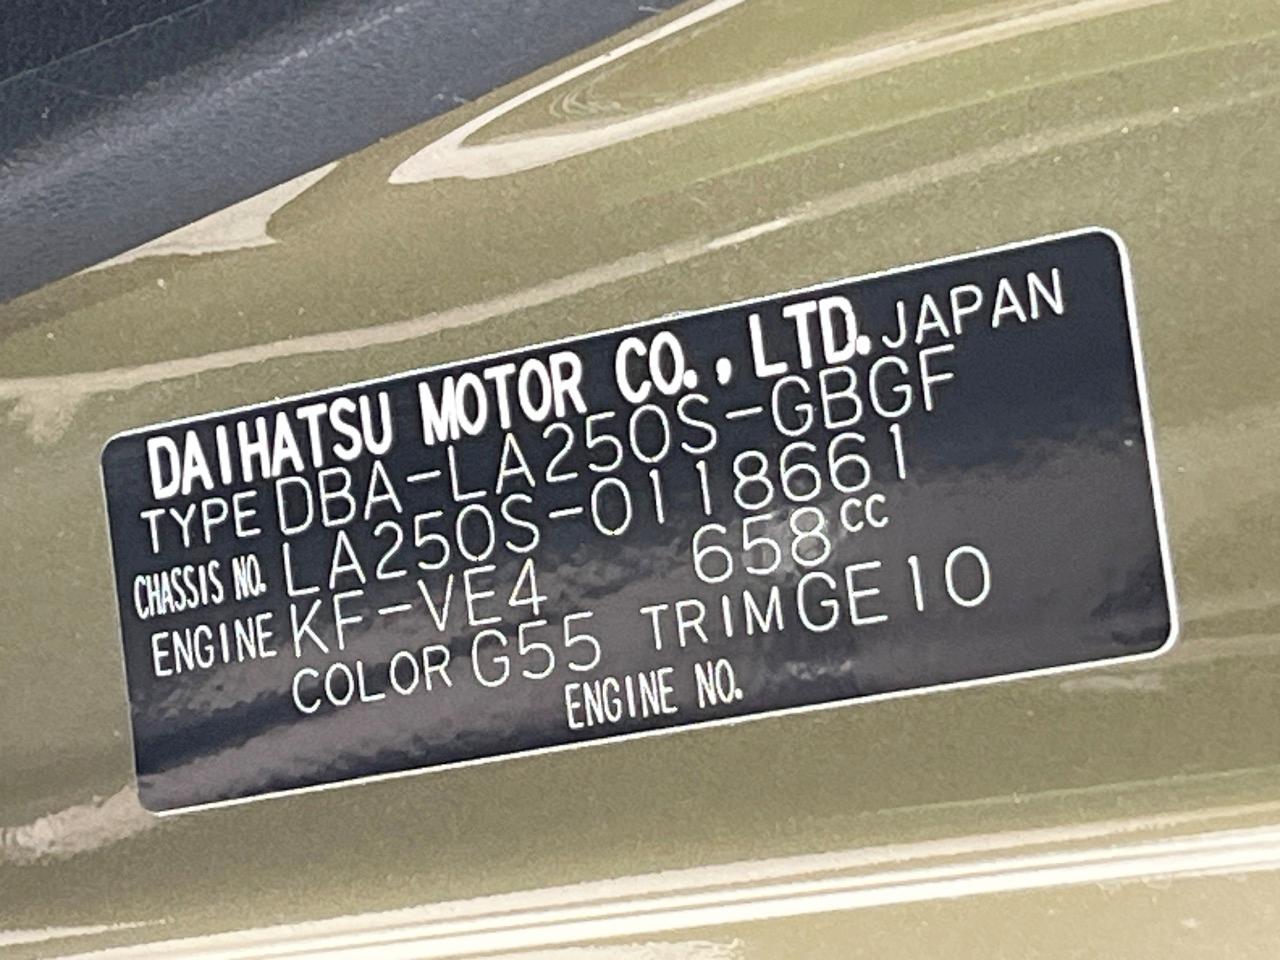 DAIHATSU MOTOR CO., LTD. JAPAN
TYPE DBA-LA250S-GBGF
CHASSIS NO. LA250S-0118661
ENGINE KF-VE4 658cc
COLOR G55 TRIM GE10
ENGINE NO.